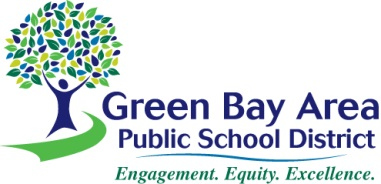 Green Bay Area
Public School District
Engagement. Equity. Excellence.